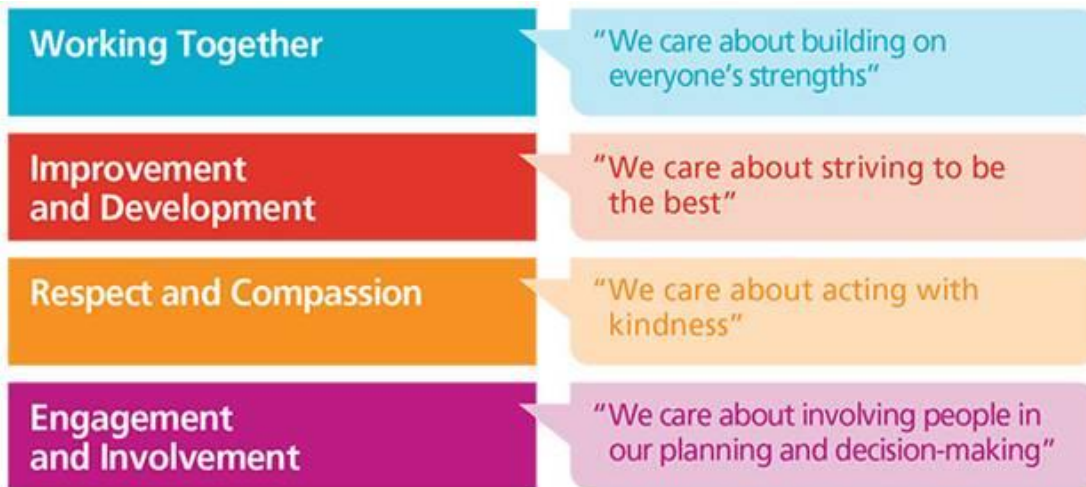 Working Together
“We care about building on
everyone’s strengths”
Improvement
and Development
“We care about striving to be
the best”
Respect and Compassion
“We care about acting with
kindness”
Engagement
and Involvement
“We care about involving people in
our planning and decision-making”